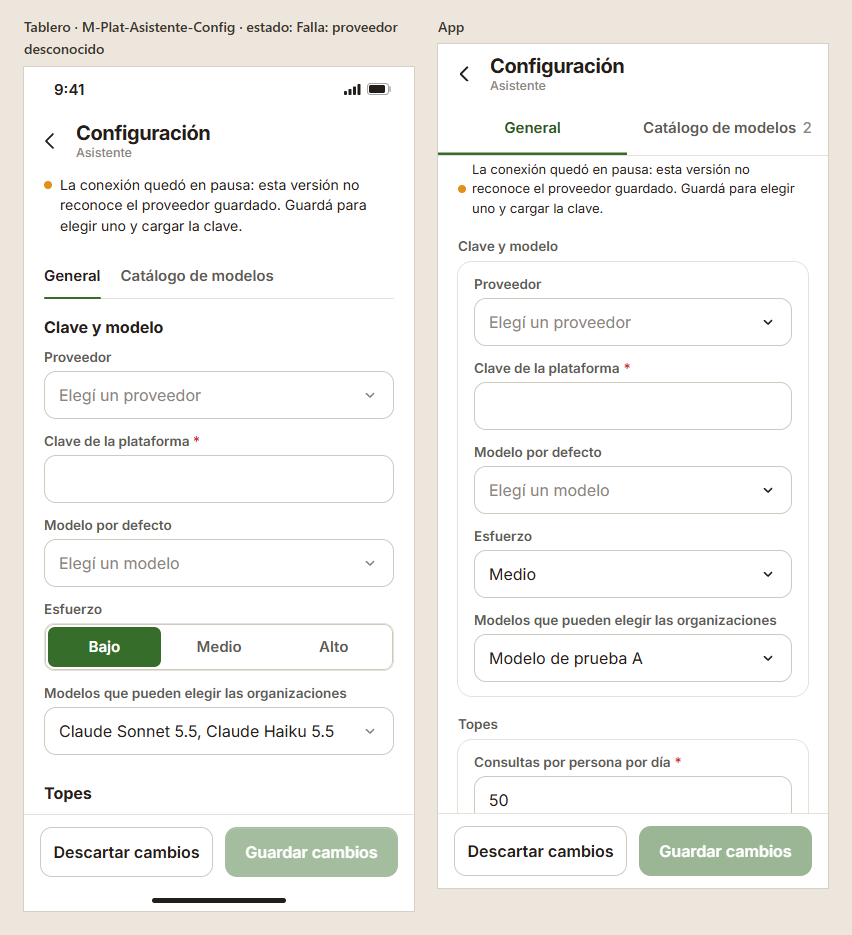 Tablero · M-Plat-Asistente-Config · estado: Falla: proveedor
desconocido
9:41
Configuración
Asistente
La conexión quedó en pausa: esta versión no
reconoce el proveedor guardado. Guardá para
elegir uno y cargar la clave.
General
Catálogo de modelos
Clave y modelo
Proveedor
Elegí un proveedor
Clave de la plataforma *
Modelo por defecto
Elegí un modelo
Esfuerzo
Bajo
Medio
Alto
Modelos que pueden elegir las organizaciones
Claude Sonnet 5.5, Claude Haiku 5.5
Topes
Descartar cambios
Guardar cambios
App
Configuración
Asistente
General
Catálogo de modelos 2
La conexión quedó en pausa: esta versión no
reconoce el proveedor guardado. Guardá para elegir
uno y cargar la clave.
Clave y modelo
Proveedor
Elegí un proveedor
Clave de la plataforma *
Modelo por defecto
Elegí un modelo
Esfuerzo
Medio
Modelos que pueden elegir las organizaciones
Modelo de prueba A
Topes
Consultas por persona por día *
50
Descartar cambios
Guardar cambios